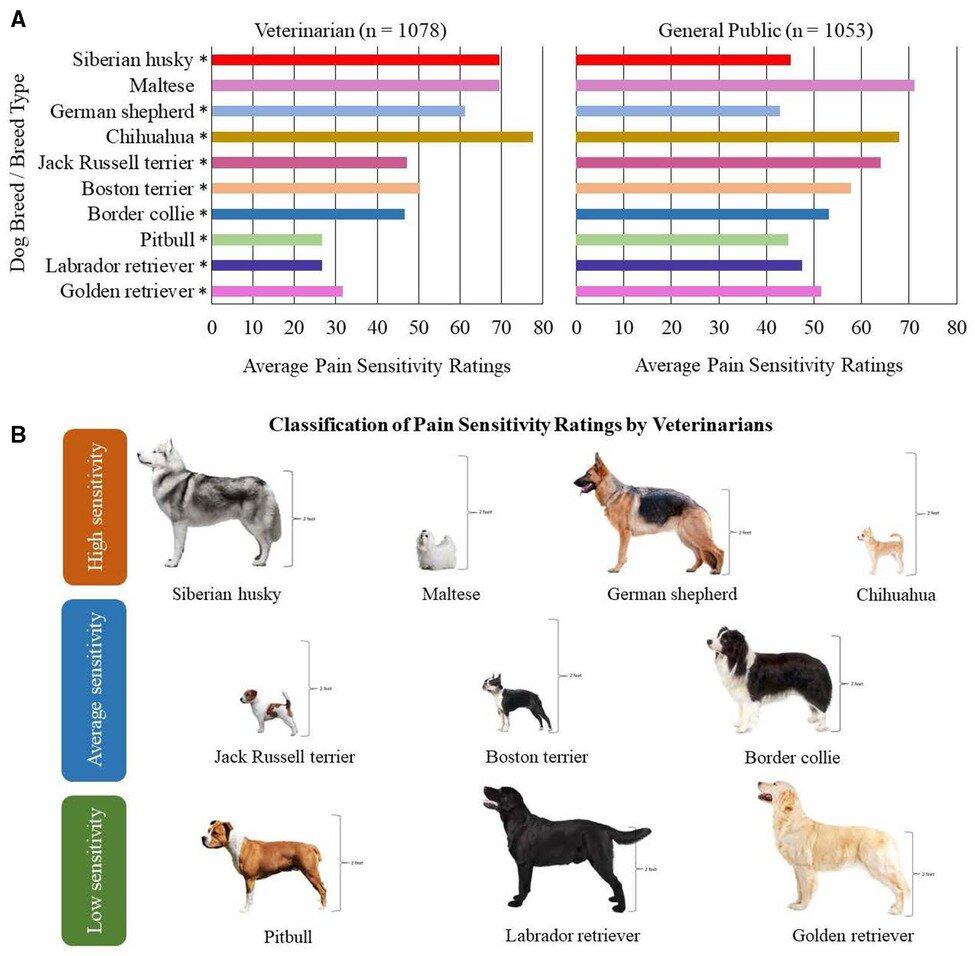 A
Veterinarian (n = 1078)
General Public (n = 1053)
Dog Breed / Breed Type
Siberian husky *
Maltese
German shepherd *
Chihuahua *
Jack Russell terrier *
Boston terrier *
Border collie *
Pitbull *
Labrador retriever *
Golden retriever *
0 10 20 30 40 50 60 70 80
0 10 20 30 40 50 60 70 80
Average Pain Sensitivity Ratings
Average Pain Sensitivity Ratings
B
Classification of Pain Sensitivity Ratings by Veterinarians
High sensitivity
2 feet
2 feet
2 feet
2 feet
Siberian husky
Maltese
German shepherd
Chihuahua
Average sensitivity
2 feet
2 feet
2 feet
Jack Russell terrier
Boston terrier
Border collie
Low sensitivity
2 feet
2 feet
2 feet
Pitbull
Labrador retriever
Golden retriever